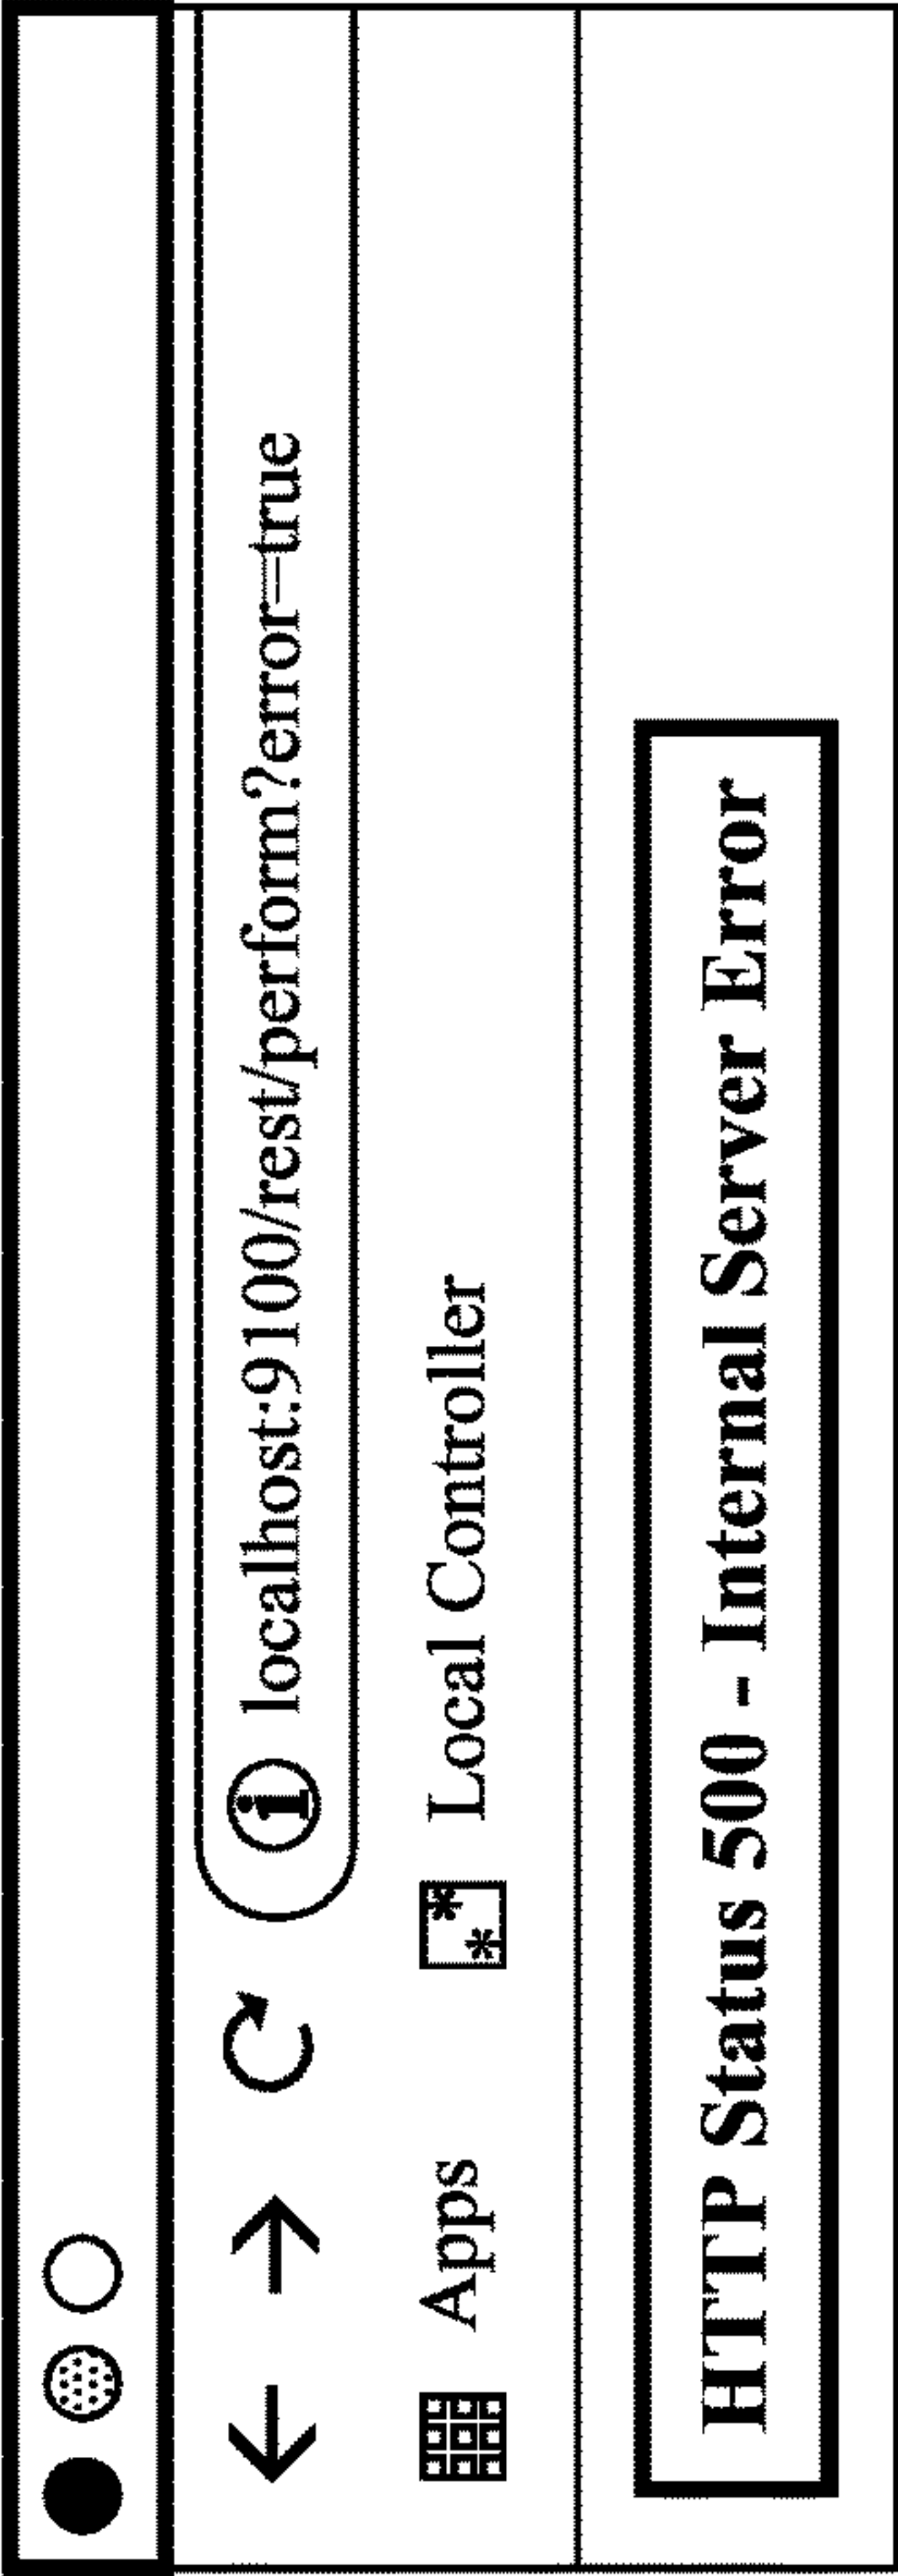 i localhost:9100/rest/perform?error=true
Apps ** Local Controller
HTTP Status 500 - Internal Server Error